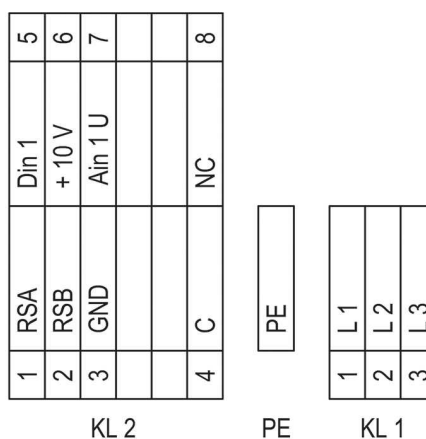 5 6 7 8
Din 1 + 10 V Ain 1 U NC
RSA RSB GND C PE L 1 L 2 L 3
1 2 3 4 1 2 3
KL 2 PE KL 1